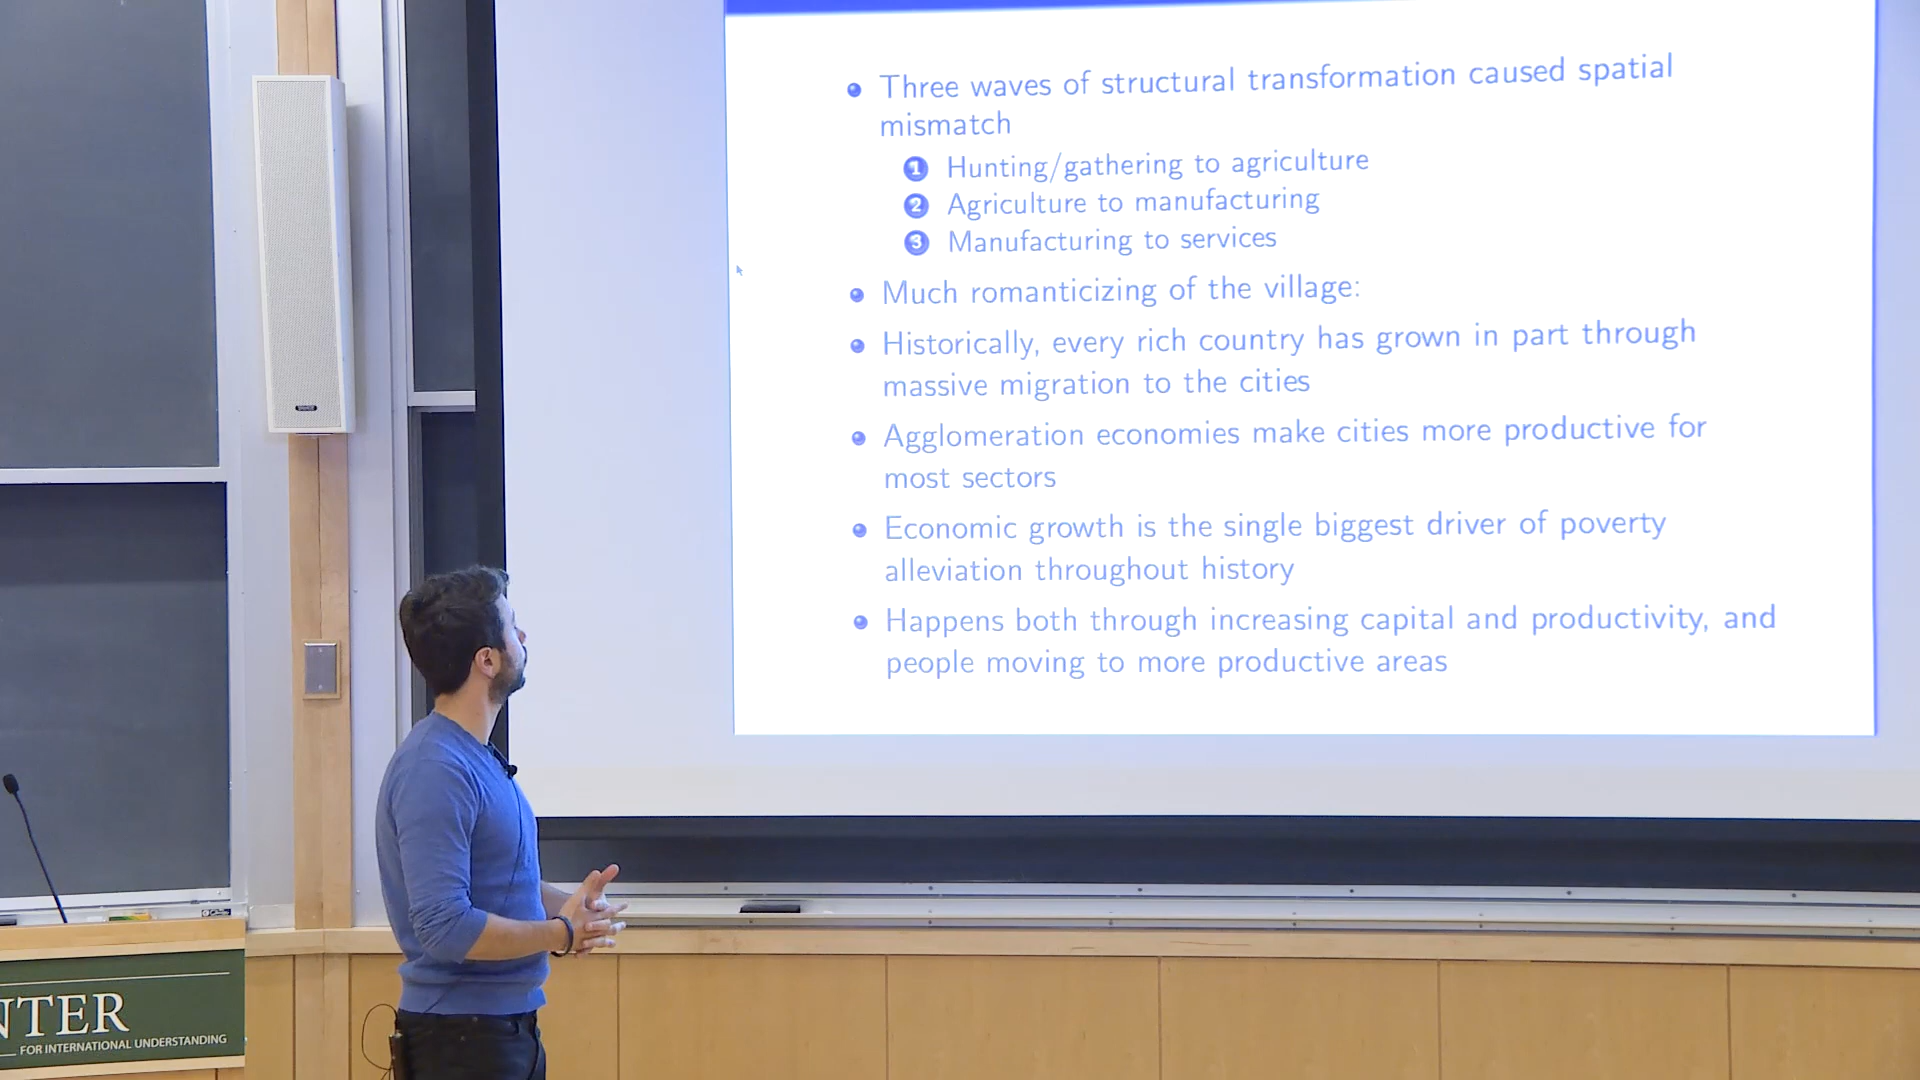 Three waves of structural transformation caused spatial
mismatch
1 Hunting/gathering to agriculture
2 Agriculture to manufacturing
3 Manufacturing to services
Much romanticizing of the village:
Historically, every rich country has grown in part through
massive migration to the cities
Agglomeration economies make cities more productive for
most sectors
Economic growth is the single biggest driver of poverty
alleviation throughout history
Happens both through increasing capital and productivity, and
people moving to more productive areas
NTER
FOR INTERNATIONAL UNDERSTANDING